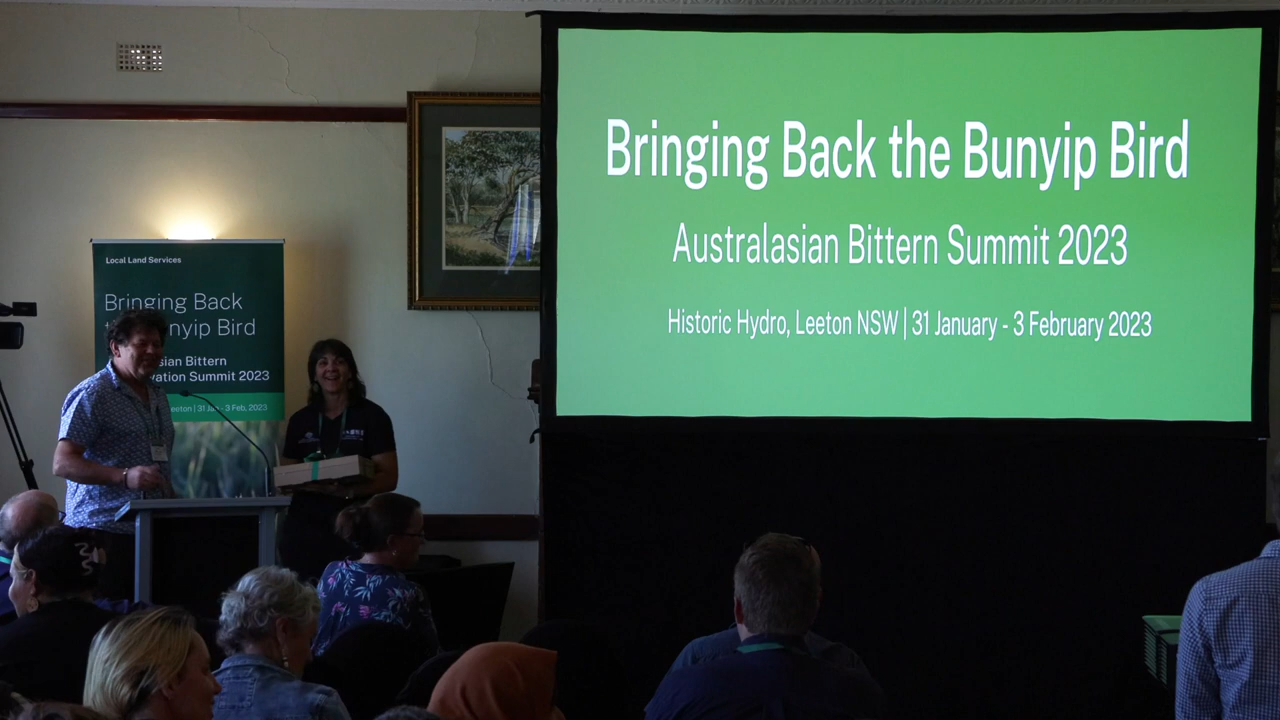 Bringing Back the Bunyip Bird
Australasian Bittern Summit 2023
Historic Hydro, Leeton NSW | 31 January - 3 February 2023
Local Land Services
Bringing Back
nyip Bird
sian Bittern
vation Summit 2023
eeton | 31 Jan - 3 Feb, 2023